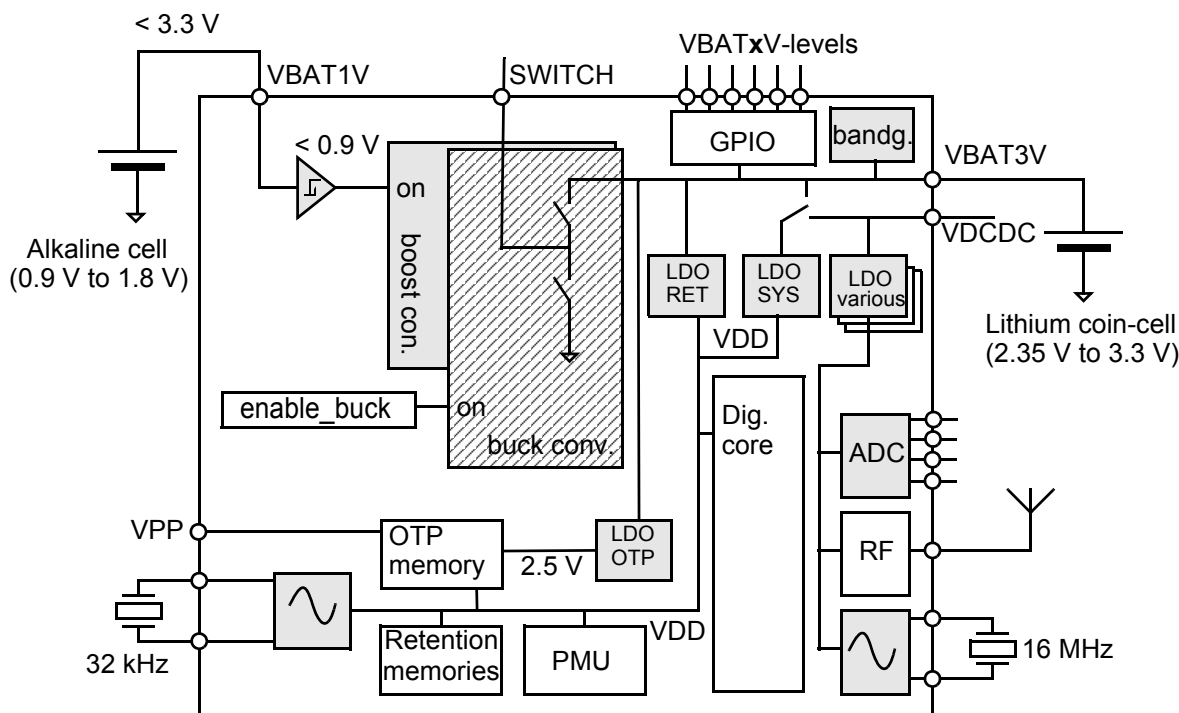 < 3.3 V
VBAT1V
SWITCH
VBATxV-levels
GPIO
bandg.
VBAT3V
< 0.9 V
on
boost con.
Alkaline cell
(0.9 V to 1.8 V)
VDCDC
LDO
RET
LDO
SYS
LDO
various
VDD
Lithium coin-cell
(2.35 V to 3.3 V)
enable_buck
on
buck conv.
Dig.
core
ADC
VPP
OTP
memory
2.5 V
LDO
OTP
RF
32 kHz
Retention
memories
PMU
VDD
16 MHz